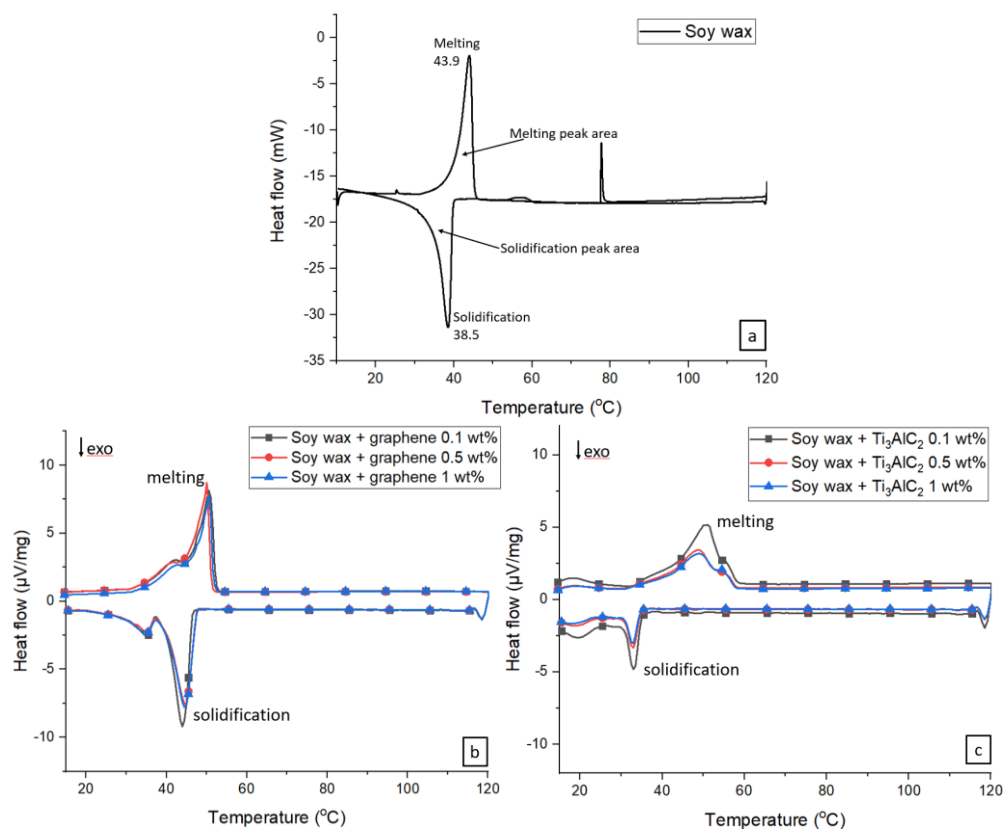 Soy wax
Melting
43.9
Melting peak area
Solidification peak area
Solidification
38.5
a
Heat flow (mW)
0
-5
-10
-15
-20
-25
-30
-35
20 40 60 80 100 120
Temperature (°C)
exo
Soy wax + graphene 0.1 wt%
Soy wax + graphene 0.5 wt%
Soy wax + graphene 1 wt%
melting
solidification
b
Heat flow (µV/mg)
10
5
0
-5
-10
20 40 60 80 100 120
Temperature (°C)
exo
Soy wax + Ti₃AlC₂ 0.1 wt%
Soy wax + Ti₃AlC₂ 0.5 wt%
Soy wax + Ti₃AlC₂ 1 wt%
melting
solidification
c
Heat flow (µV/mg)
10
5
0
-5
-10
20 40 60 80 100 120
Temperature (°C)